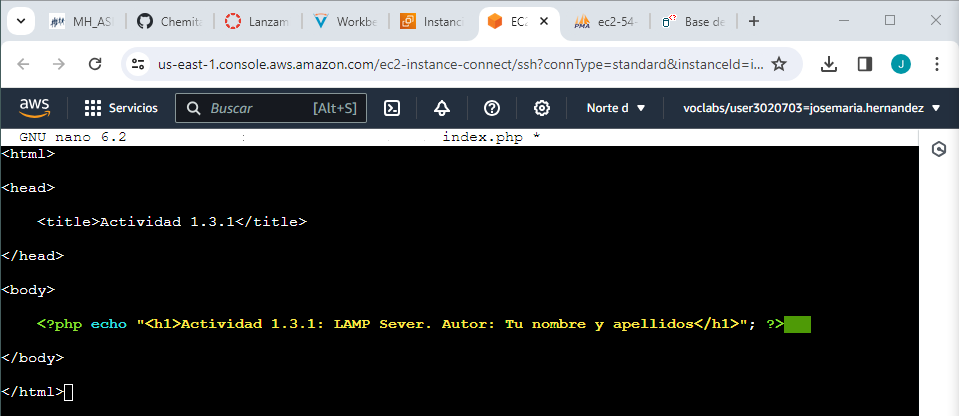 MH_AS
Chemit
Lanzam
Workbe
Instanci
EC2
ec2-54-
Base de
us-east-1.console.aws.amazon.com/ec2-instance-connect/ssh?connType=standard&instanceId=i...
J
aws
Servicios
Buscar
[Alt+S]
Norte d
voclabs/user3020703=josemaria.hernandez
GNU nano 6.2 index.php *
<html>
<head>
<title>Actividad 1.3.1</title>
</head>
<body>
<?php echo "<h1>Actividad 1.3.1: LAMP Sever. Autor: Tu nombre y apellidos</h1>"; ?>
</body>
</html>